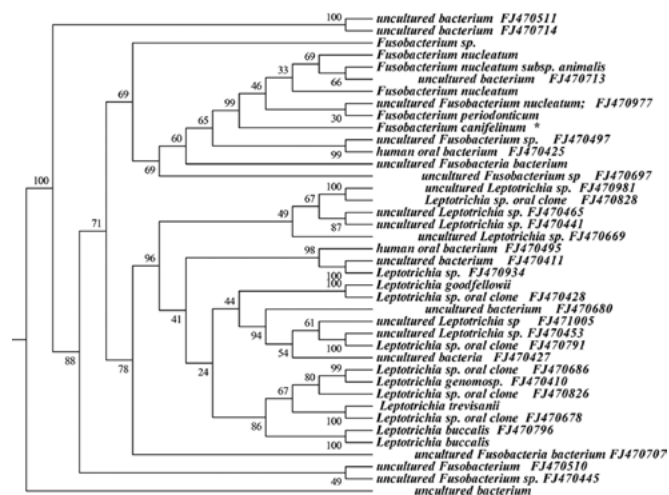 100 uncultured bacterium FJ470511
uncultured bacterium FJ470714
Fusobacterium sp.
69 Fusobacterium nucleatum
33 Fusobacterium nucleatum subsp. animalis
46 66 uncultured bacterium FJ470713
69 99 Fusobacterium nucleatum
65 uncultured Fusobacterium nucleatum; FJ470977
60 30 Fusobacterium periodonticum
Fusobacterium canifelinum *
uncultured Fusobacterium sp. FJ470497
99 human oral bacterium FJ470425
69 uncultured Fusobacteria bacterium
100 uncultured Fusobacterium sp FJ470697
100 uncultured Leptotrichia sp. FJ470981
67 Leptotrichia sp. oral clone FJ470828
49 uncultured Leptotrichia sp. FJ470465
71 87 uncultured Leptotrichia sp. FJ470441
96 uncultured Leptotrichia sp. FJ470669
98 human oral bacterium FJ470495
uncultured bacterium FJ470411
100 Leptotrichia sp. FJ470934
100 Leptotrichia goodfellowii
44 Leptotrichia sp. oral clone FJ470428
41 uncultured bacterium FJ470680
94 61 uncultured Leptotrichia sp FJ471005
uncultured Leptotrichia sp. FJ470453
54 100 Leptotrichia sp. oral clone FJ470791
88 78 24 uncultured bacteria FJ470427
99 Leptotrichia sp. oral clone FJ470686
80 Leptotrichia genomosp. FJ470410
67 Leptotrichia sp. oral clone FJ470826
Leptotrichia trevisanii
86 100 Leptotrichia sp. oral clone FJ470678
Leptotrichia buccalis FJ470796
100 Leptotrichia buccalis
uncultured Fusobacteria bacterium FJ470707
uncultured Fusobacterium FJ470510
49 uncultured Fusobacterium sp. FJ470445
uncultured bacterium